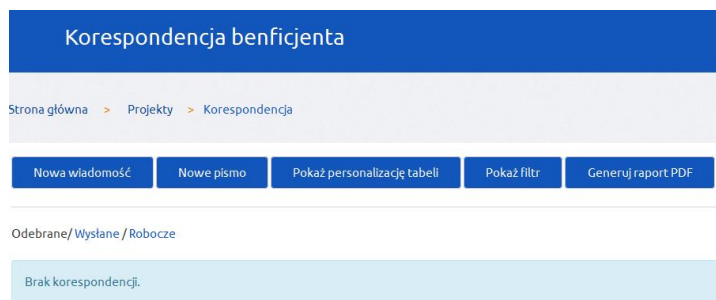 Korespondencja benficjenta
Strona główna > Projekty > Korespondencja
Nowa wiadomość Nowe pismo Pokaż personalizację tabeli Pokaż filtr Generuj raport PDF
Odebrane/ Wysłane / Robocze
Brak korespondencji.